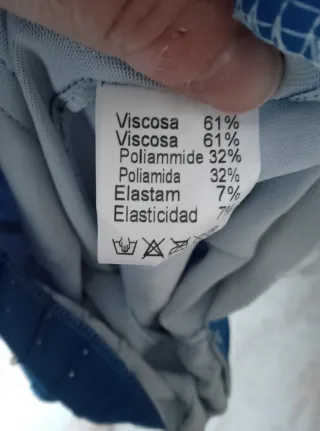 Viscosa 61%
Viscosa 61%
Poliammide 32%
Poliamida 32%
Elastam 7%
Elasticidad 7%